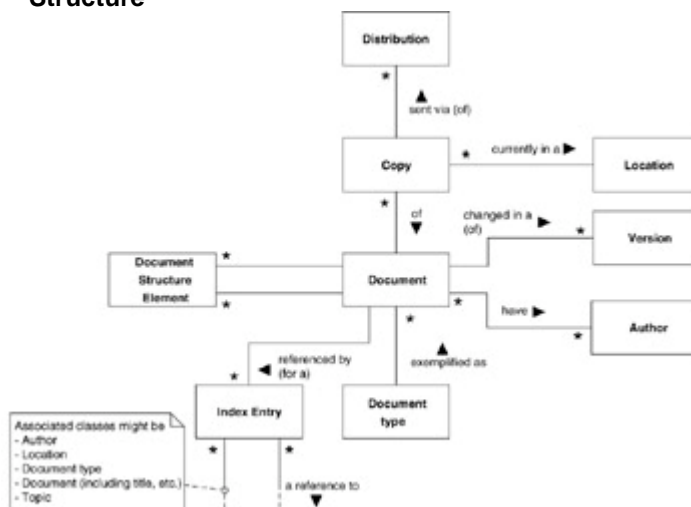 Structure
Distribution
*
sent via (of)
Copy
*
currently in a
Location
*
of
changed in a
(of)
*
Version
Document
Structure
Element
*
*
Document
*
*
have
*
Author
referenced by
(for a)
*
exemplified as
Index Entry
Document
type
*
*
Associated classes might be
- Author
- Location
- Document type
- Document (including title, etc.)
- Topic
a reference to